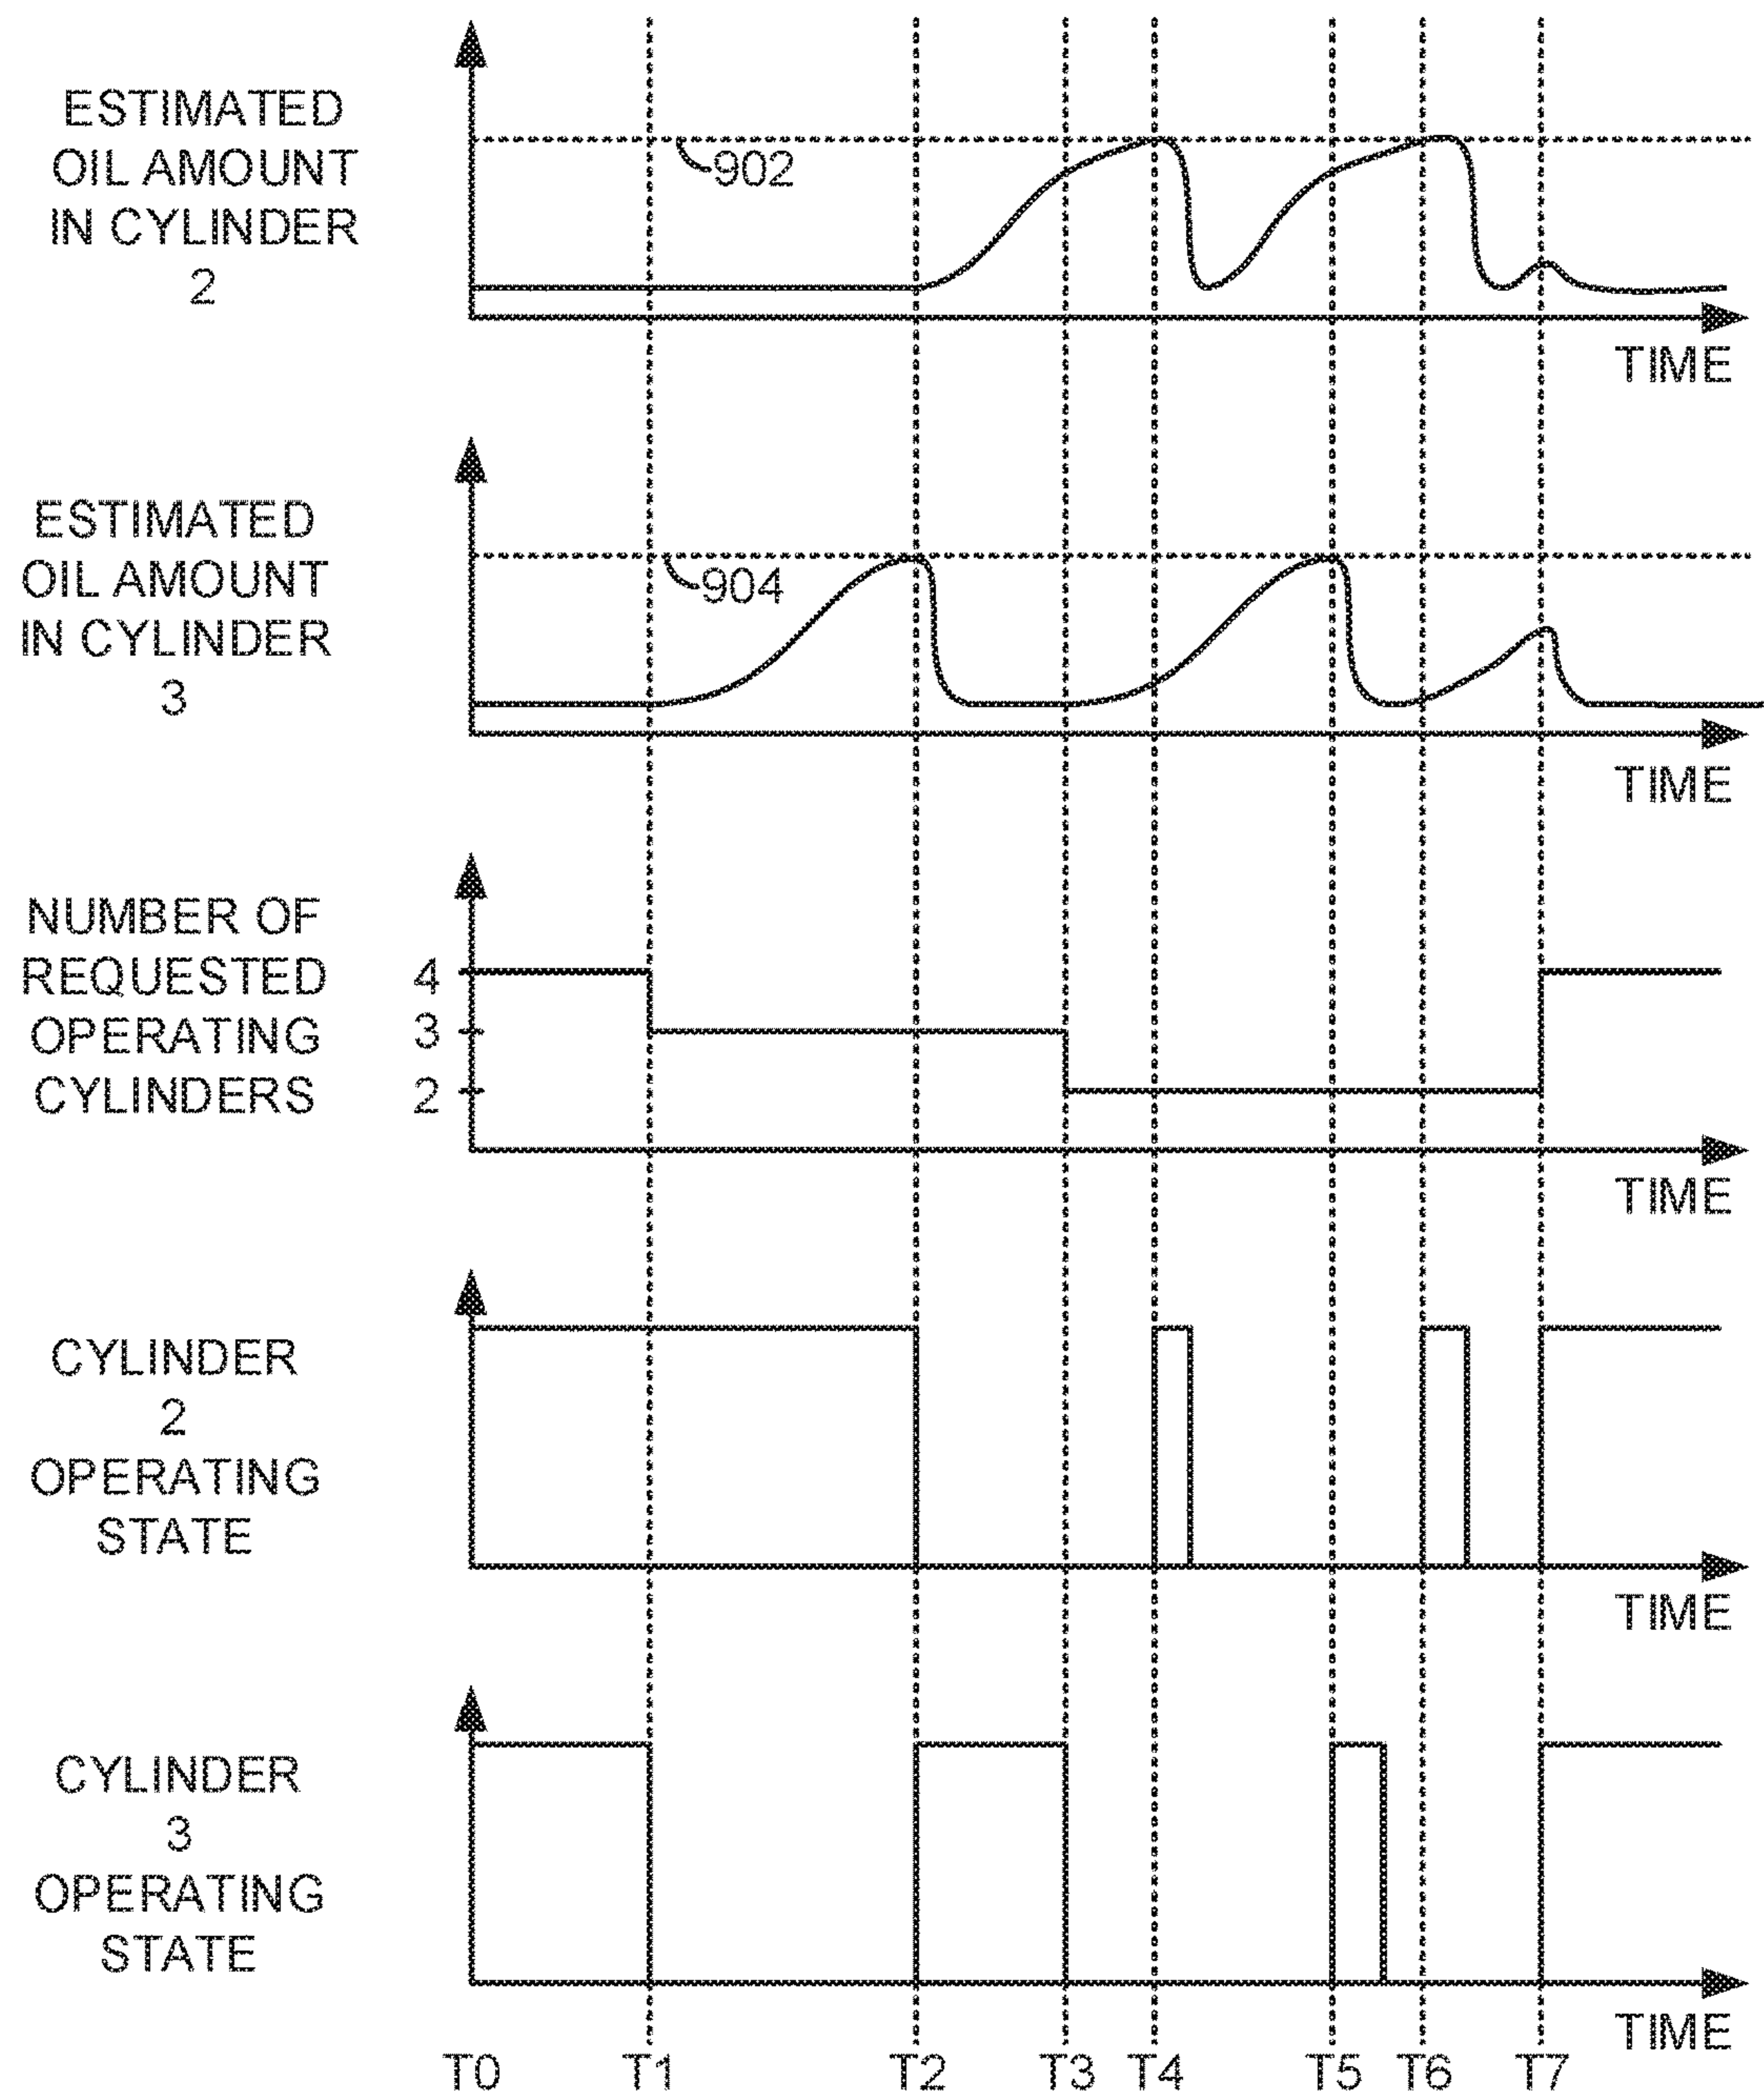 ESTIMATED
OIL AMOUNT
IN CYLINDER
2
902
TIME
ESTIMATED
OIL AMOUNT
IN CYLINDER
3
904
TIME
NUMBER OF
REQUESTED
OPERATING
CYLINDERS
4
3
2
TIME
CYLINDER
2
OPERATING
STATE
TIME
CYLINDER
3
OPERATING
STATE
TIME
T0 T1 T2 T3 T4 T5 T6 T7